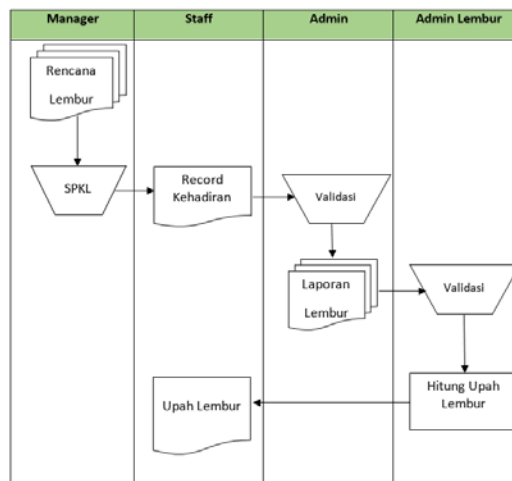 Manager
Staff
Admin
Admin Lembur
Rencana
Lembur
SPKL
Record
Kehadiran
Validasi
Laporan
Lembur
Validasi
Upah Lembur
Hitung Upah
Lembur